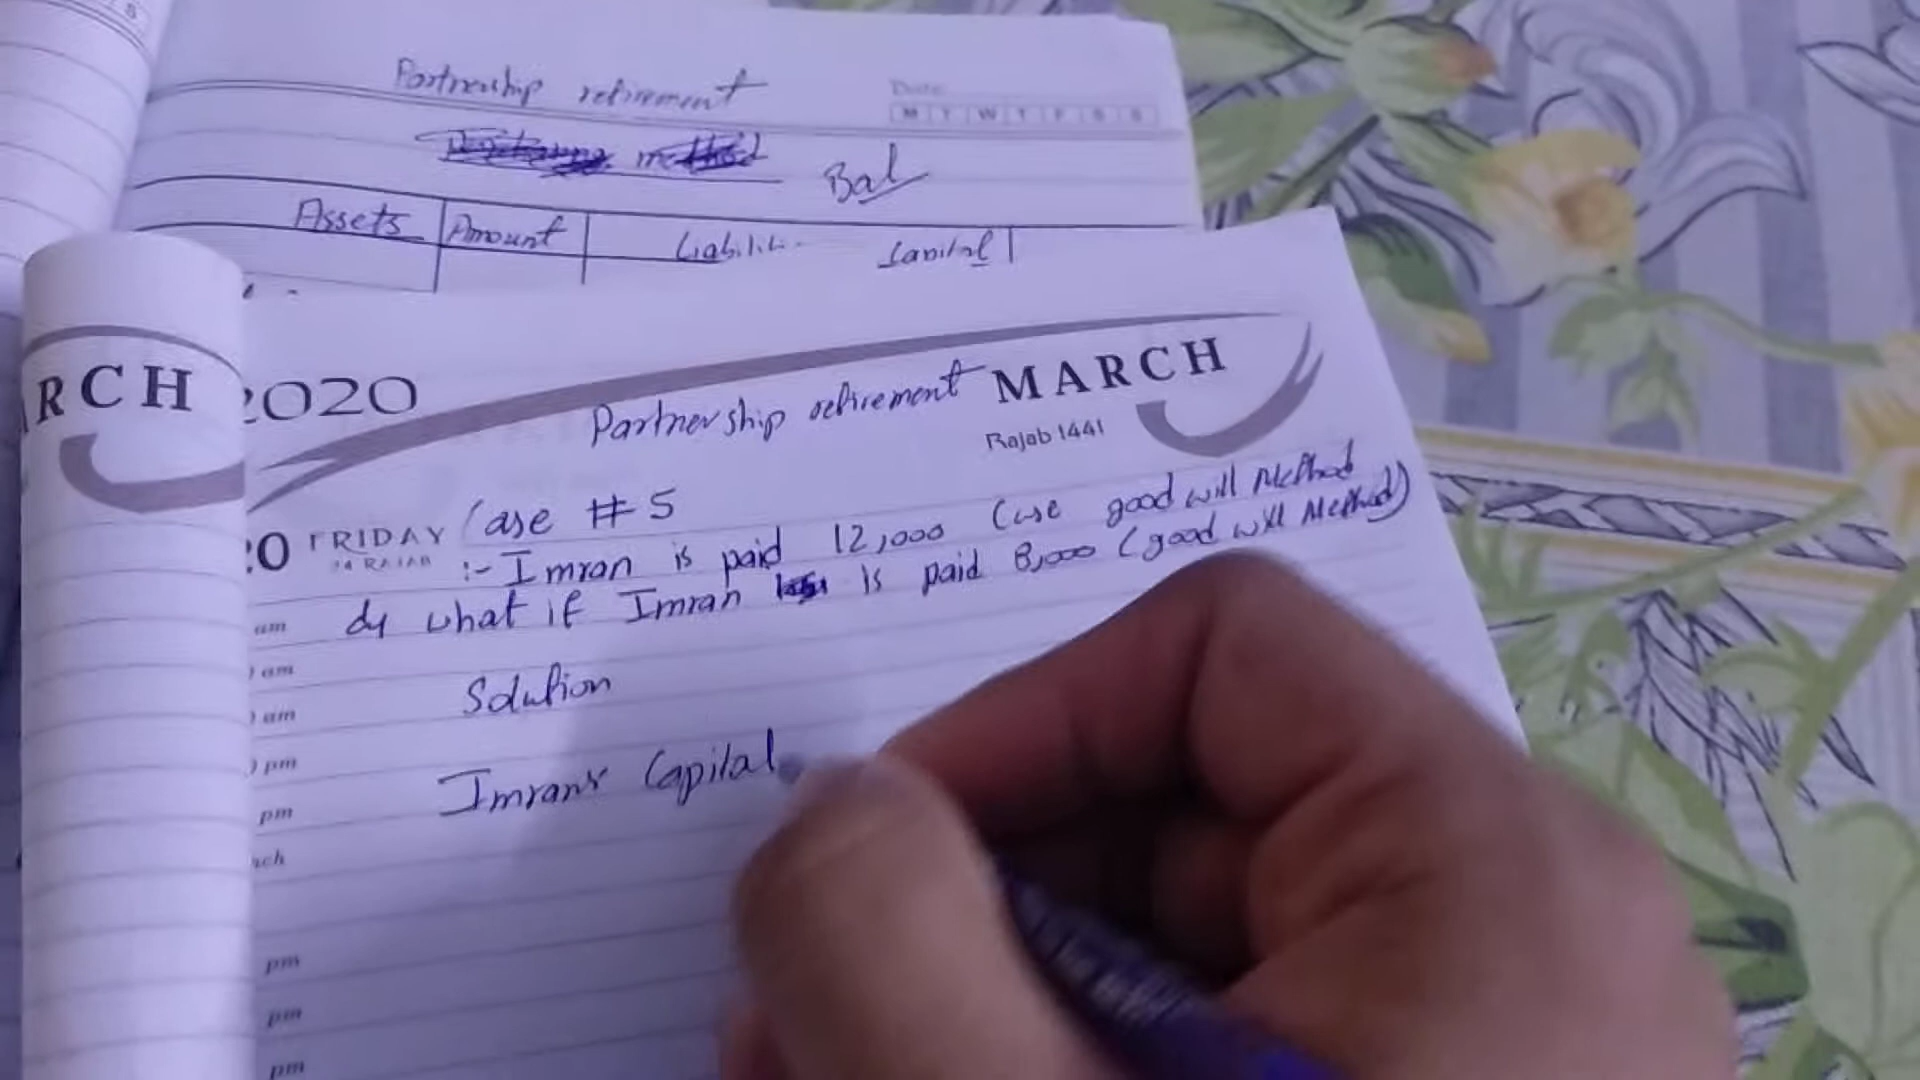 Partnership retirement
Date
M T W T F S S
Bal
Assets Amount Capital
ARCH 2020 MARCH
Partnership retirement
Rajab 1441
FRIDAY Case # 5
:- Imran is paid 12,000 (use good will Method
what if Imran is paid 8,000 (good will Method)
am
am
Solution
am
pm
Imran's Capital
pm
pm
pm
pm